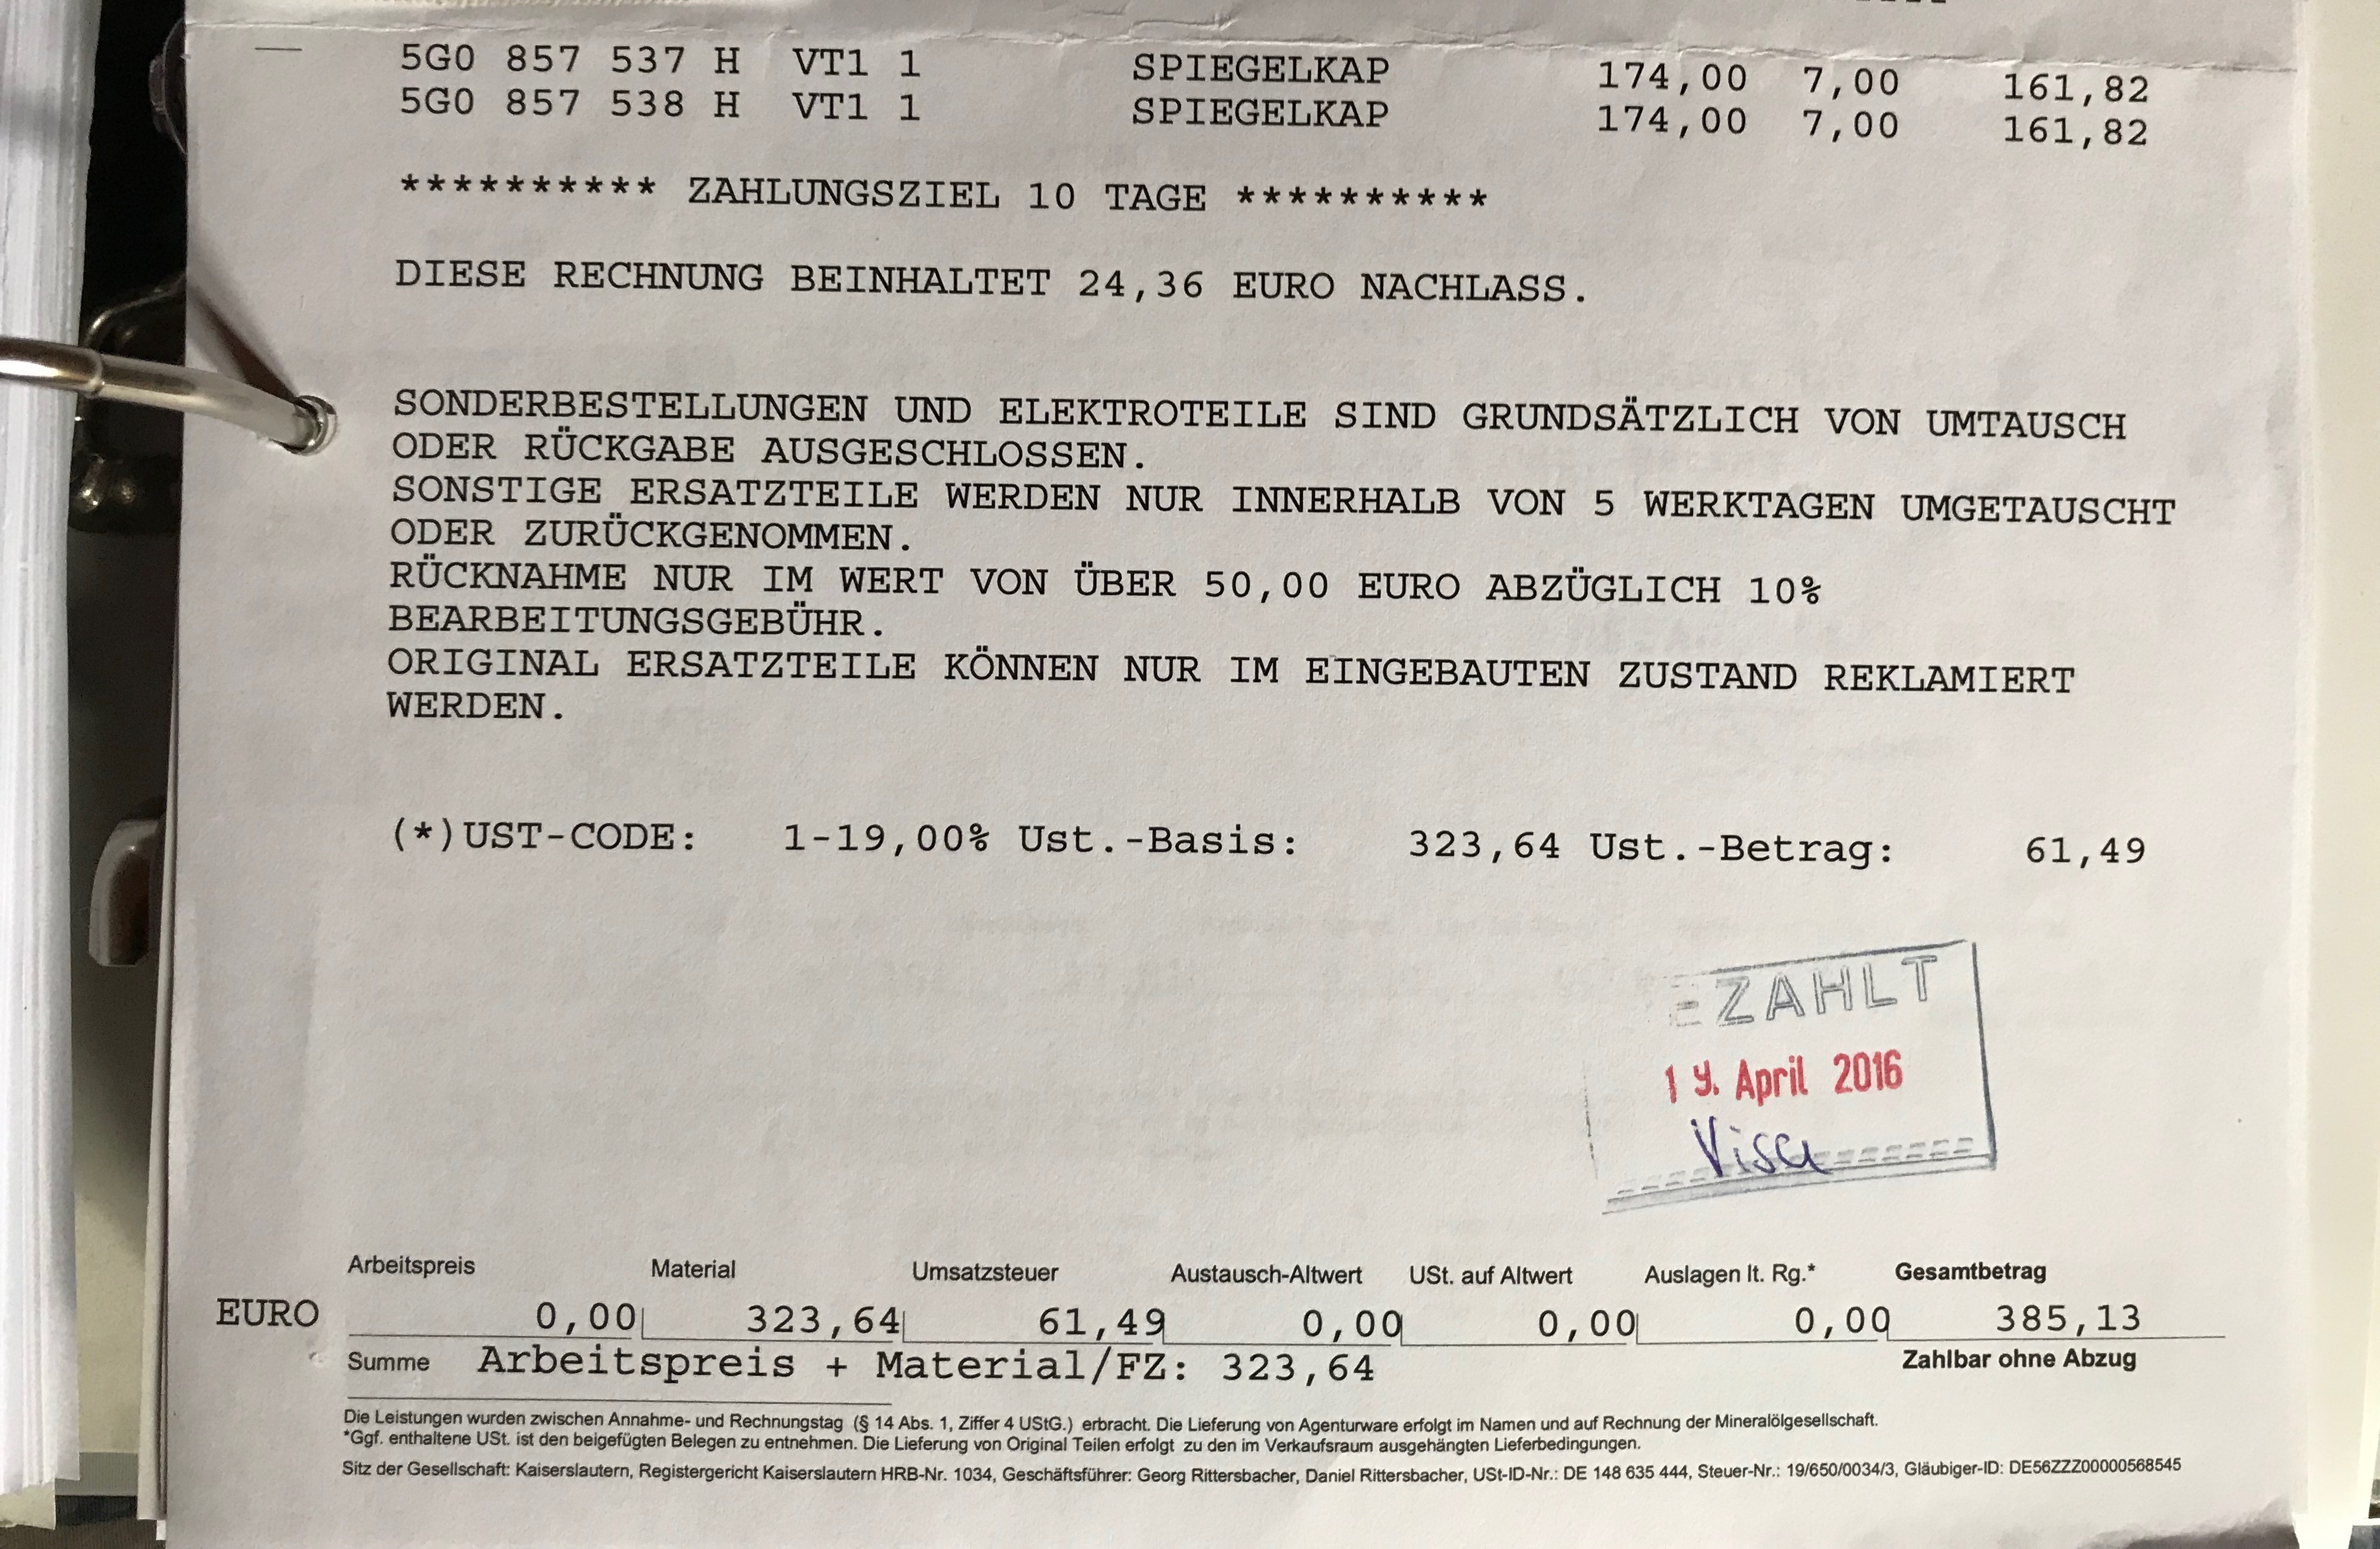 5G0 857 537 H VT1 1 SPIEGELKAP 174,00 7,00 161,82
5G0 857 538 H VT1 1 SPIEGELKAP 174,00 7,00 161,82
********** ZAHLUNGSZIEL 10 TAGE **********
DIESE RECHNUNG BEINHALTET 24,36 EURO NACHLASS.
SONDERBESTELLUNGEN UND ELEKTROTEILE SIND GRUNDSÄTZLICH VON UMTAUSCH
ODER RÜCKGABE AUSGESCHLOSSEN.
SONSTIGE ERSATZTEILE WERDEN NUR INNERHALB VON 5 WERKTAGEN UMGETAUSCHT
ODER ZURÜCKGENOMMEN.
RÜCKNAHME NUR IM WERT VON ÜBER 50,00 EURO ABZÜGLICH 10%
BEARBEITUNGSGEBÜHR.
ORIGINAL ERSATZTEILE KÖNNEN NUR IM EINGEBAUTEN ZUSTAND REKLAMIERT
WERDEN.
(*)UST-CODE: 1-19,00% Ust.-Basis: 323,64 Ust.-Betrag: 61,49
EZAHLT
19. April 2016
Visa
Arbeitspreis Material Umsatzsteuer Austausch-Altwert USt. auf Altwert Auslagen lt. Rg.* Gesamtbetrag
EURO 0,00 323,64 61,49 0,00 0,00 0,00 385,13
Summe Arbeitspreis + Material/FZ: 323,64 Zahlbar ohne Abzug
Die Leistungen wurden zwischen Annahme- und Rechnungstag (§ 14 Abs. 1, Ziffer 4 UStG.) erbracht. Die Lieferung von Agenturware erfolgt im Namen und auf Rechnung der Mineralölgesellschaft.
*Ggf. enthaltene USt. ist den beigefügten Belegen zu entnehmen. Die Lieferung von Original Teilen erfolgt zu den im Verkaufsraum ausgehängten Lieferbedingungen.
Sitz der Gesellschaft: Kaiserslautern, Registergericht Kaiserslautern HRB-Nr. 1034, Geschäftsführer: Georg Rittersbacher, Daniel Rittersbacher, USt-ID-Nr.: DE 148 635 444, Steuer-Nr.: 19/650/0034/3, Gläubiger-ID: DE56ZZZ00000568545